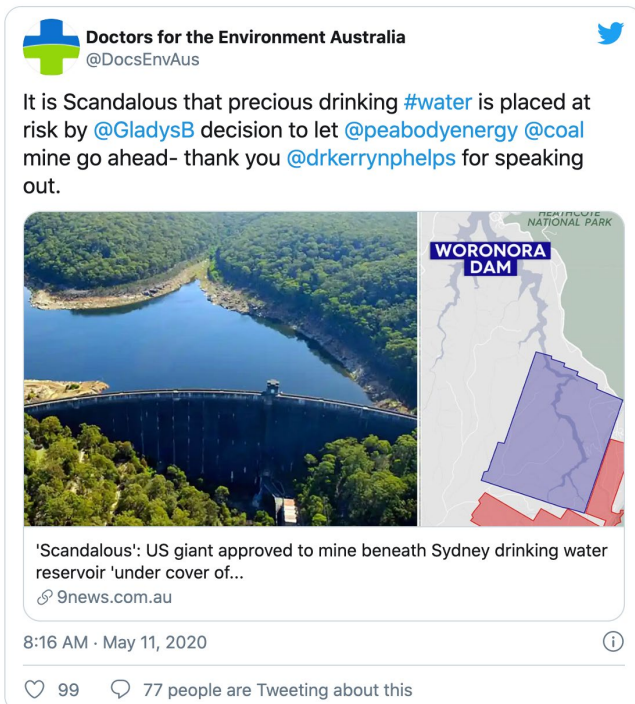 Doctors for the Environment Australia
@DocsEnvAus
It is Scandalous that precious drinking #water is placed at
risk by @GladysB decision to let @peabodyenergy @coal
mine go ahead- thank you @drkerrynphelps for speaking
out.
HEATHCOTE
NATIONAL PARK
WORONORA
DAM
'Scandalous': US giant approved to mine beneath Sydney drinking water
reservoir 'under cover of...
9news.com.au
8:16 AM · May 11, 2020
99 77 people are Tweeting about this